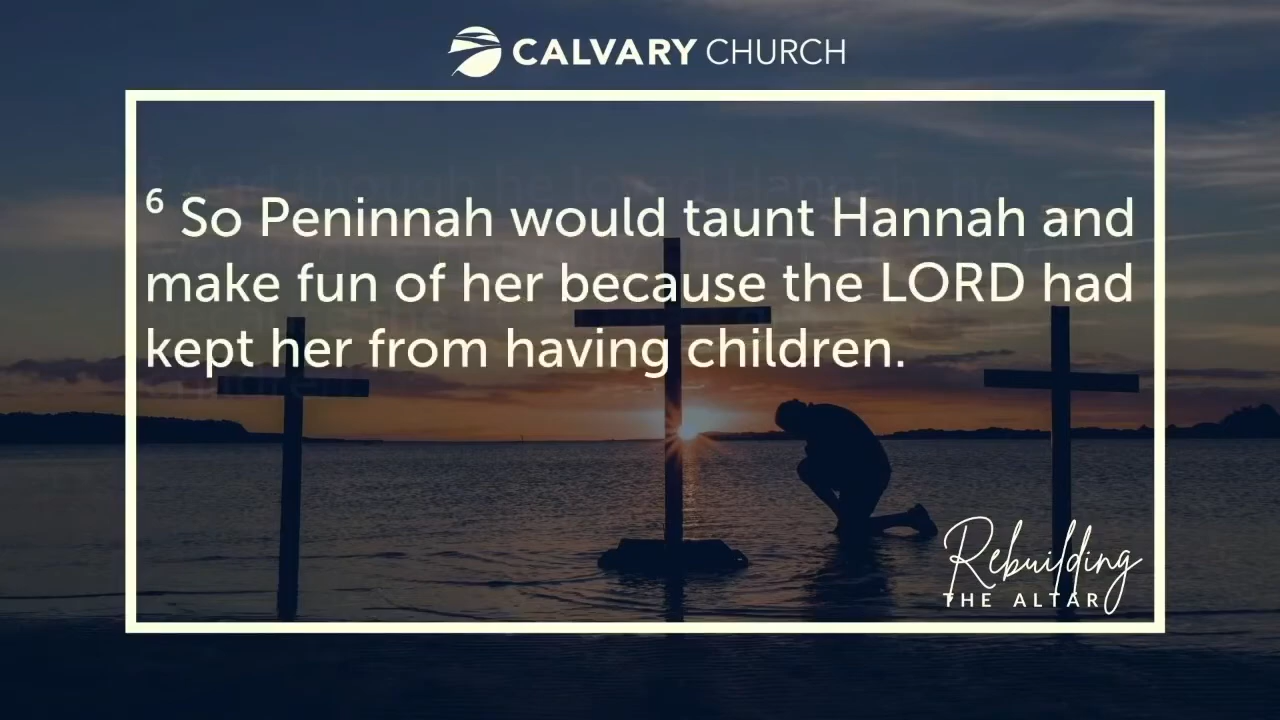 CALVARY CHURCH
6 So Peninnah would taunt Hannah and
make fun of her because the LORD had
kept her from having children.
Rebuilding
THE ALTAR